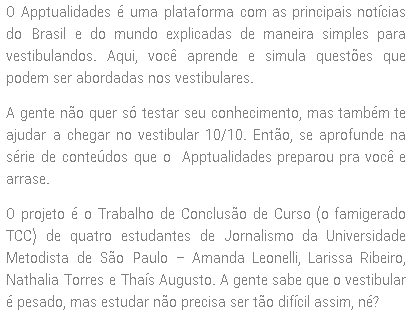 O Apptualidades é uma plataforma com as principais notícias
do Brasil e do mundo explicadas de maneira simples para
vestibulandos. Aqui, você aprende e simula questões que
podem ser abordadas nos vestibulares.
A gente não quer só testar seu conhecimento, mas também te
ajudar a chegar no vestibular 10/10. Então, se aprofunde na
série de conteúdos que o  Apptualidades preparou pra você e
arrase.
O projeto é o Trabalho de Conclusão de Curso (o famigerado
TCC) de quatro estudantes de Jornalismo da Universidade
Metodista de São Paulo – Amanda Leonelli, Larissa Ribeiro,
Nathalia Torres e Thaís Augusto. A gente sabe que o vestibular
é pesado, mas estudar não precisa ser tão difícil assim, né?